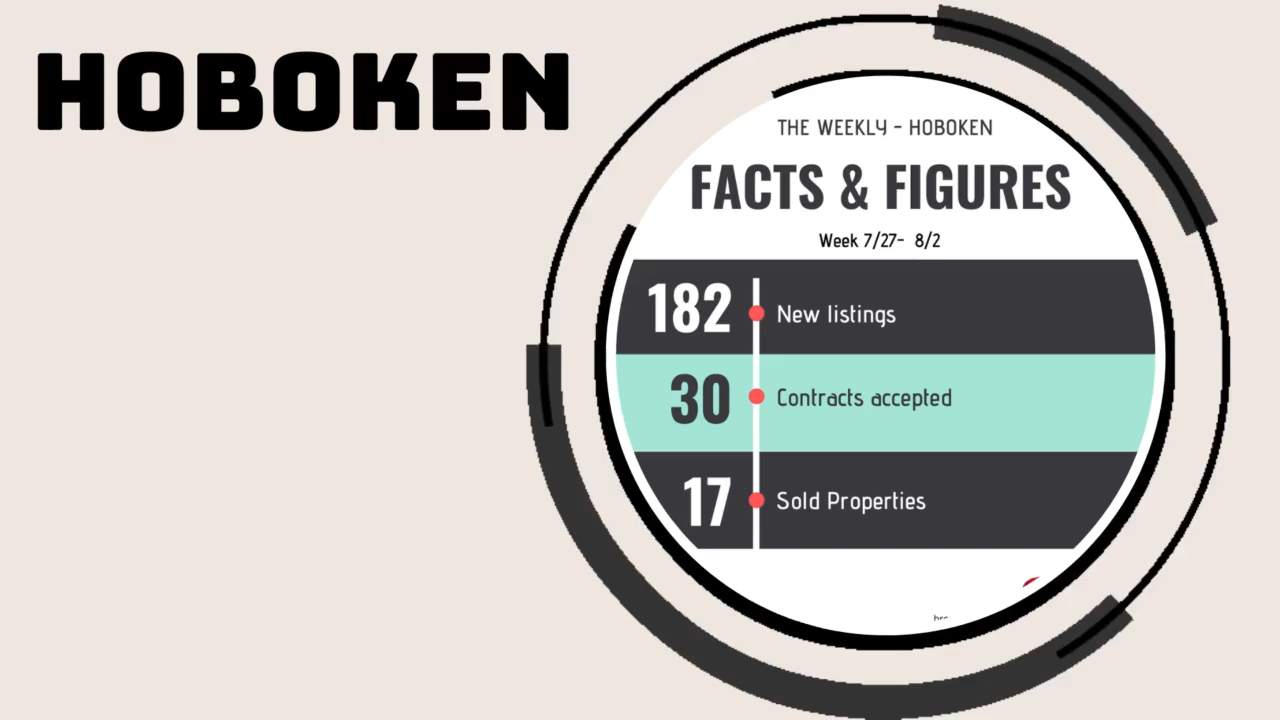 HOBOKEN
THE WEEKLY - HOBOKEN
FACTS & FIGURES
Week 7/27- 8/2
182 New listings
30 Contracts accepted
17 Sold Properties